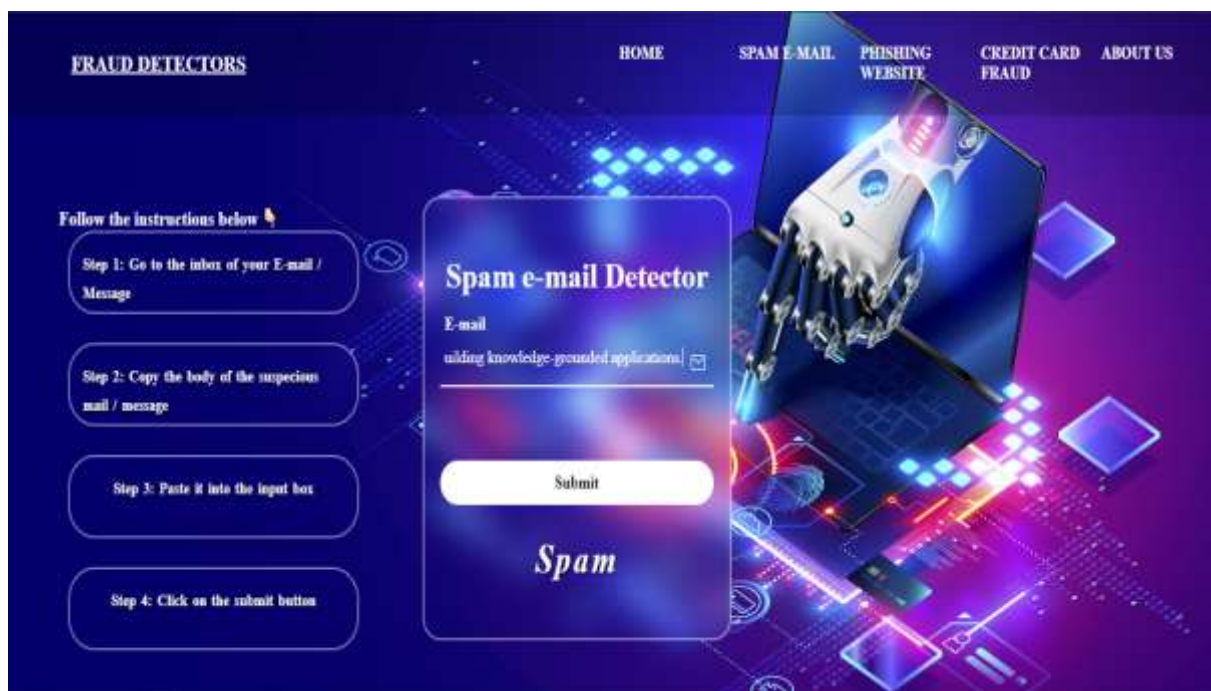 FRAUD DETECTORS
HOME
SPAM E-MAIL
PHISHING
WEBSITE
CREDIT CARD
FRAUD
ABOUT US
Follow the instructions below 👇
Step 1: Go to the inbox of your E-mail /
Message
Step 2: Copy the body of the suspecious
mail / message
Step 3: Paste it into the input box
Step 4: Click on the submit button
Spam e-mail Detector
E-mail
uilding knowledge-grounded applications.
Submit
Spam